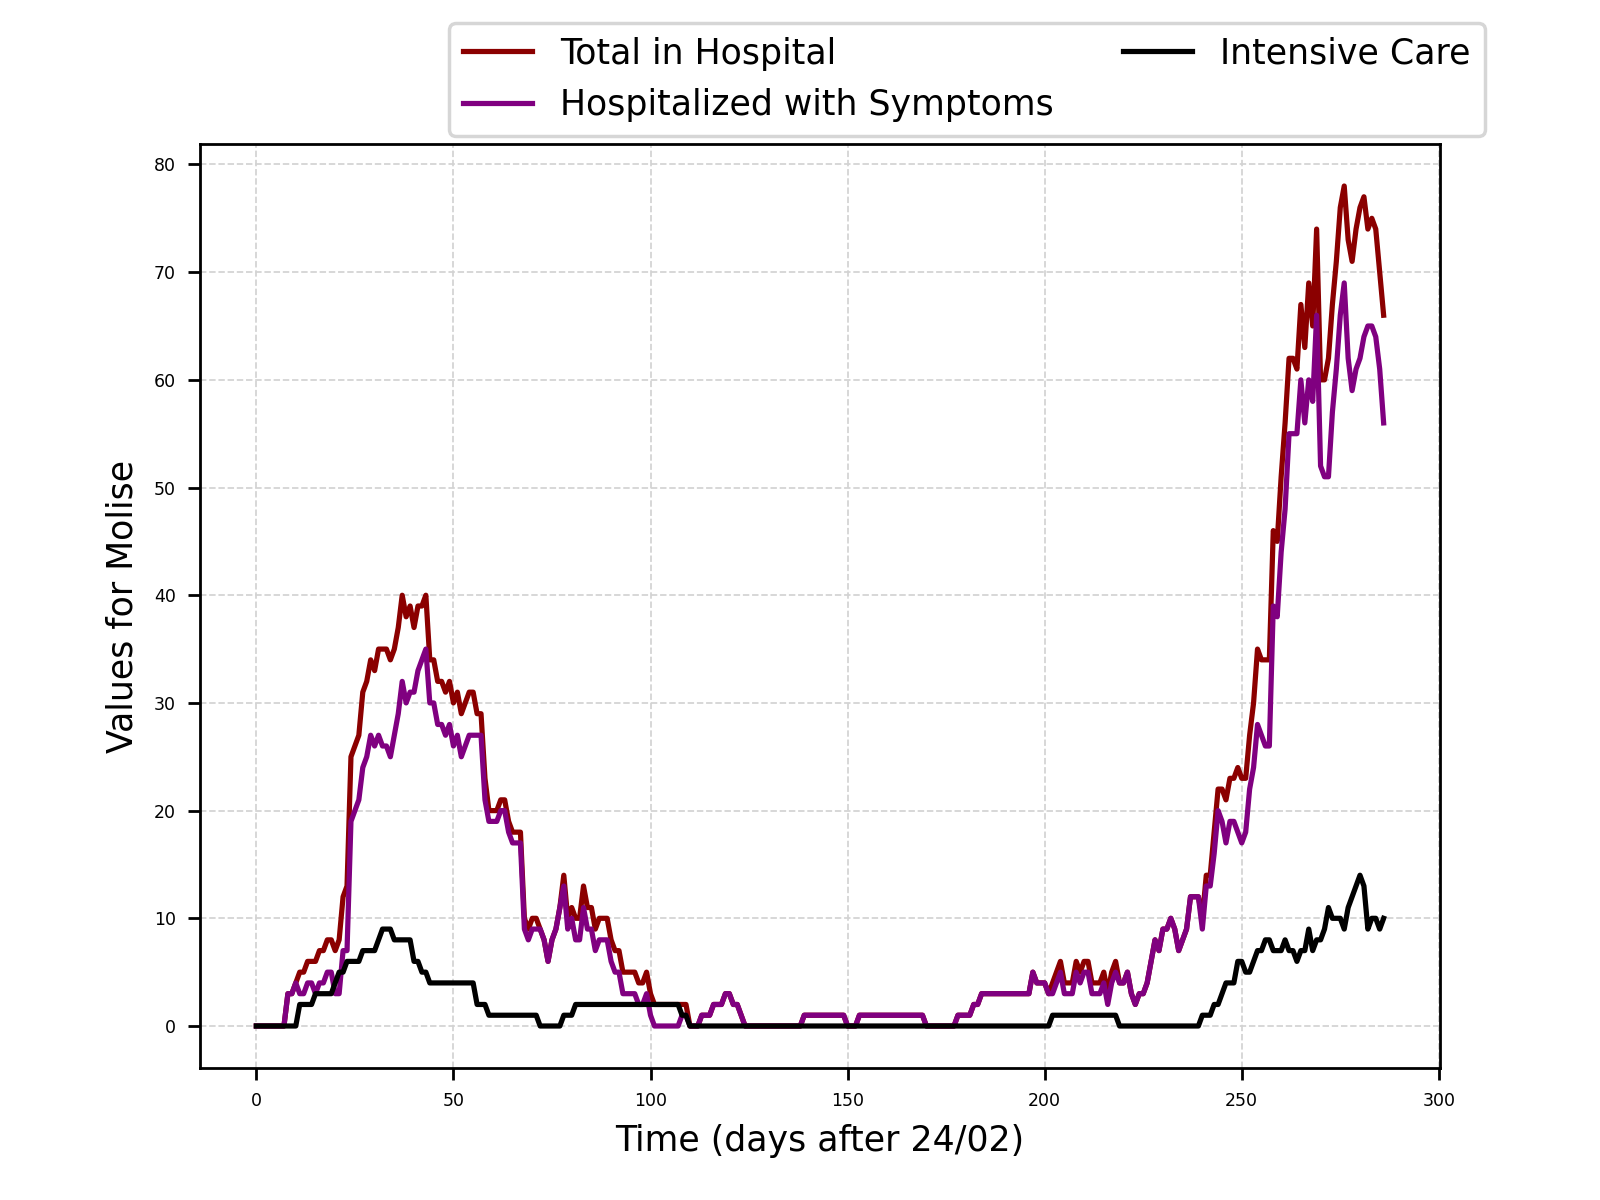 Total in Hospital
Hospitalized with Symptoms
Intensive Care
80
70
60
50
40
30
20
10
0
Values for Molise
0 50 100 150 200 250 300
Time (days after 24/02)